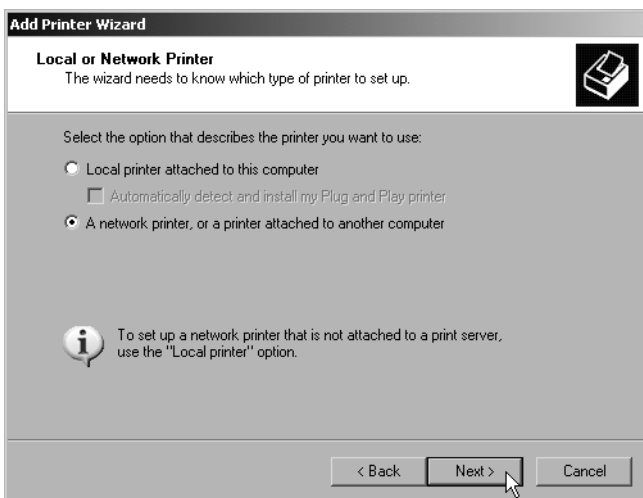 Add Printer Wizard
Local or Network Printer
The wizard needs to know which type of printer to set up.
Select the option that describes the printer you want to use:
Local printer attached to this computer
Automatically detect and install my Plug and Play printer
A network printer, or a printer attached to another computer
To set up a network printer that is not attached to a print server,
use the "Local printer" option.
< Back
Next >
Cancel